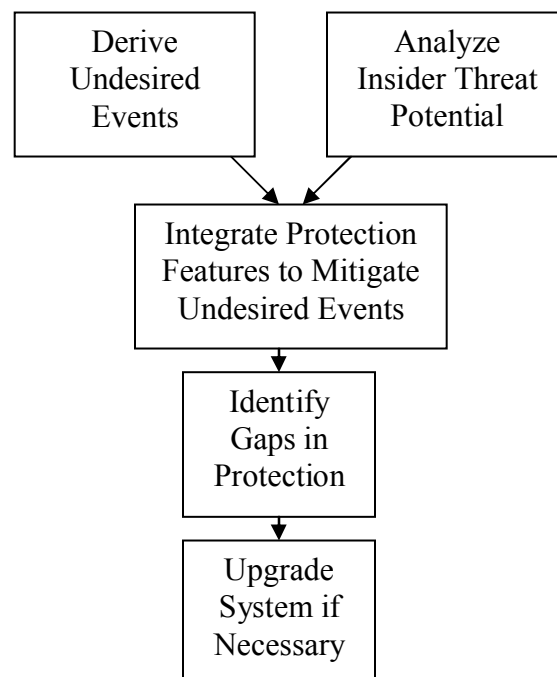 Derive
Undesired
Events
Analyze
Insider Threat
Potential
Integrate Protection
Features to Mitigate
Undesired Events
Identify
Gaps in
Protection
Upgrade
System if
Necessary